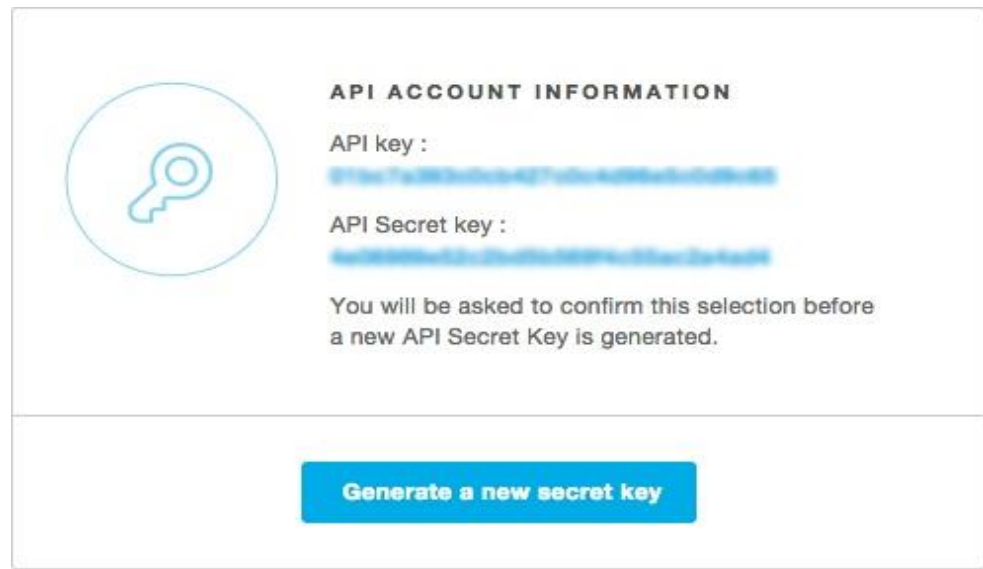 API ACCOUNT INFORMATION
API key :
API Secret key :
You will be asked to confirm this selection before
a new API Secret Key is generated.
Generate a new secret key